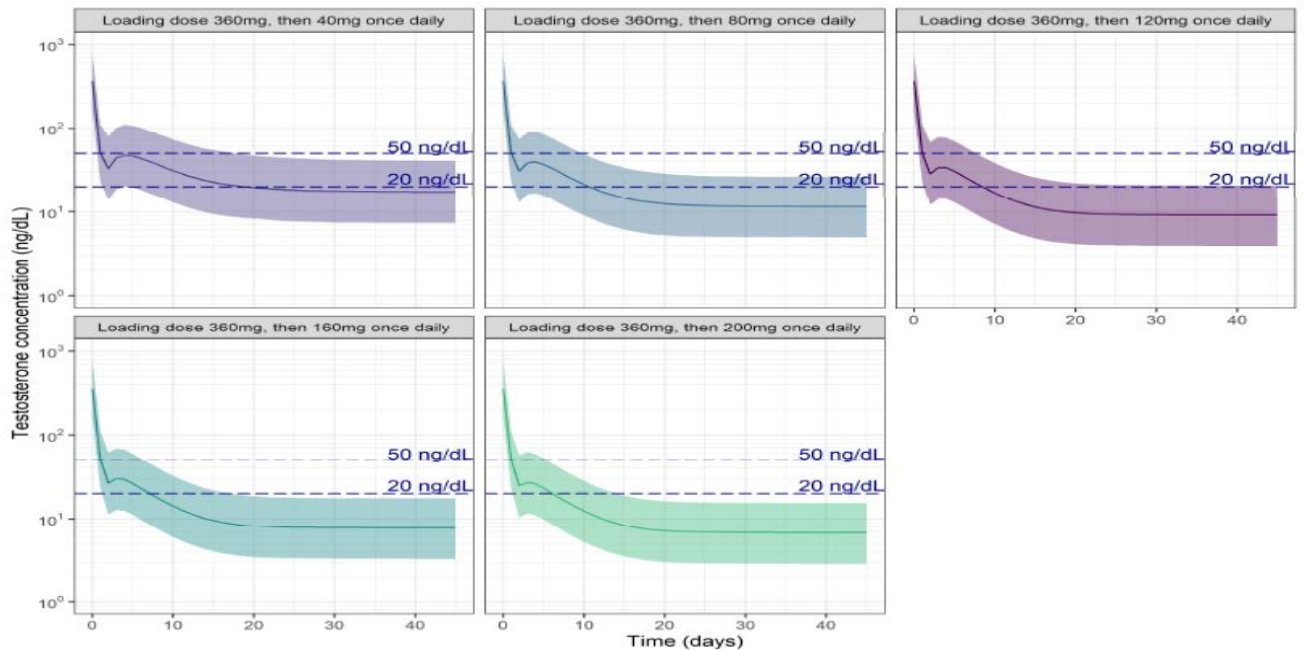 Loading dose 360mg, then 40mg once daily
Loading dose 360mg, then 80mg once daily
Loading dose 360mg, then 120mg once daily
10³
10²
10¹
10⁰
50 ng/dL
20 ng/dL
50 ng/dL
20 ng/dL
50 ng/dL
20 ng/dL
0 10 20 30 40
Testosterone concentration (ng/dL)
Loading dose 360mg, then 160mg once daily
Loading dose 360mg, then 200mg once daily
10³
10²
10¹
10⁰
50 ng/dL
20 ng/dL
50 ng/dL
20 ng/dL
0 10 20 30 40
0 10 20 30 40
Time (days)